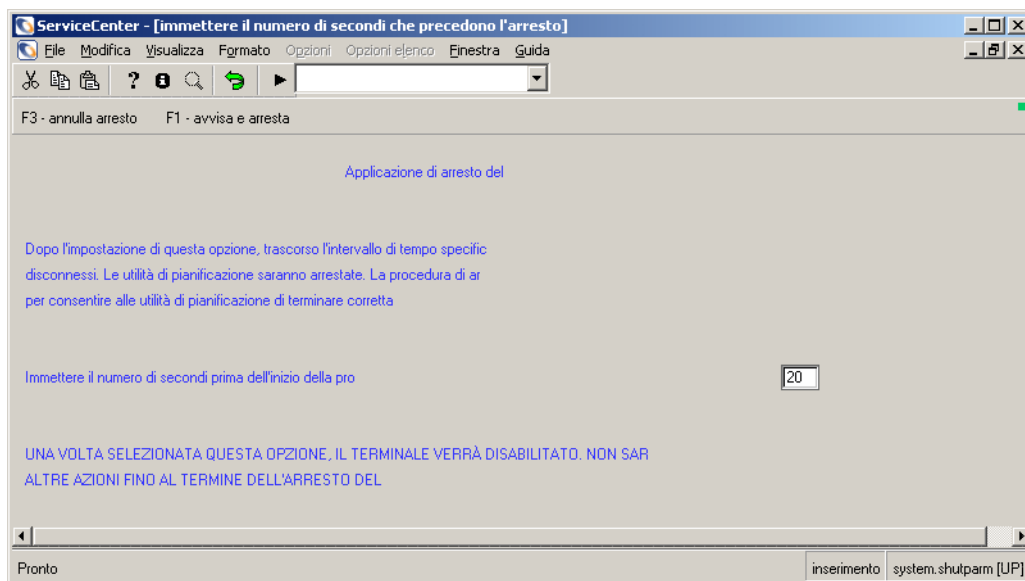 ServiceCenter - [immettere il numero di secondi che precedono l'arresto]
File Modifica Visualizza Formato Opzioni Opzioni elenco Finestra Guida
F3 - annulla arresto F1 - avvisa e arresta
Applicazione di arresto del
Dopo l'impostazione di questa opzione, trascorso l'intervallo di tempo specific
disconnessi. Le utilità di pianificazione saranno arrestate. La procedura di ar
per consentire alle utilità di pianificazione di terminare corretta
Immettere il numero di secondi prima dell'inizio della pro 20
UNA VOLTA SELEZIONATA QUESTA OPZIONE, IL TERMINALE VERRÀ DISABILITATO. NON SAR
ALTRE AZIONI FINO AL TERMINE DELL'ARRESTO DEL
Pronto inserimento system.shutparm [UP]